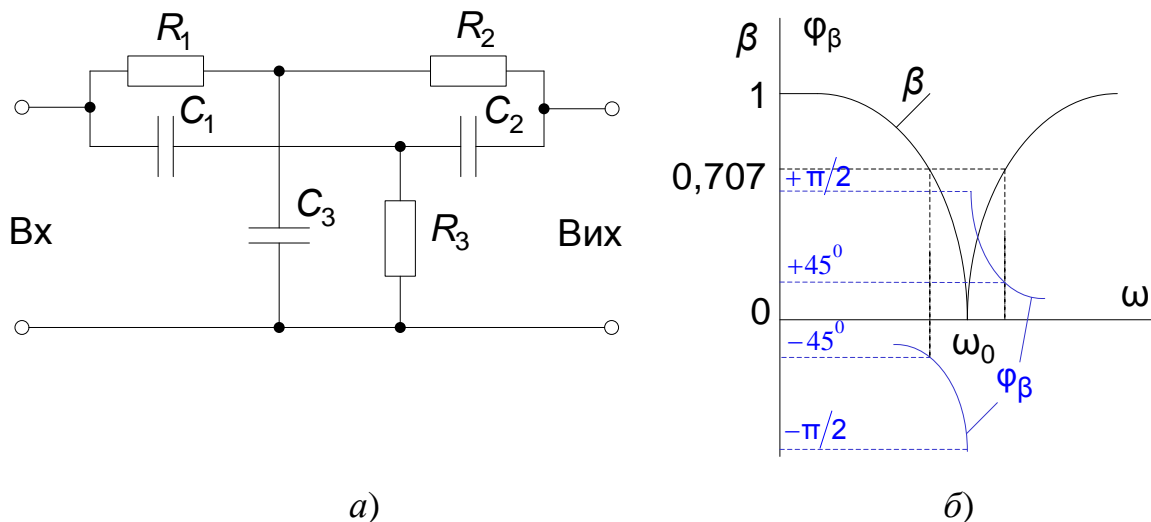 R1
R2
C1
C2
C3
R3
Вх
Вих
а)
β
φβ
1
β
0,707
+π/2
+45⁰
0
ω
−45⁰
ω0
φβ
−π/2
б)